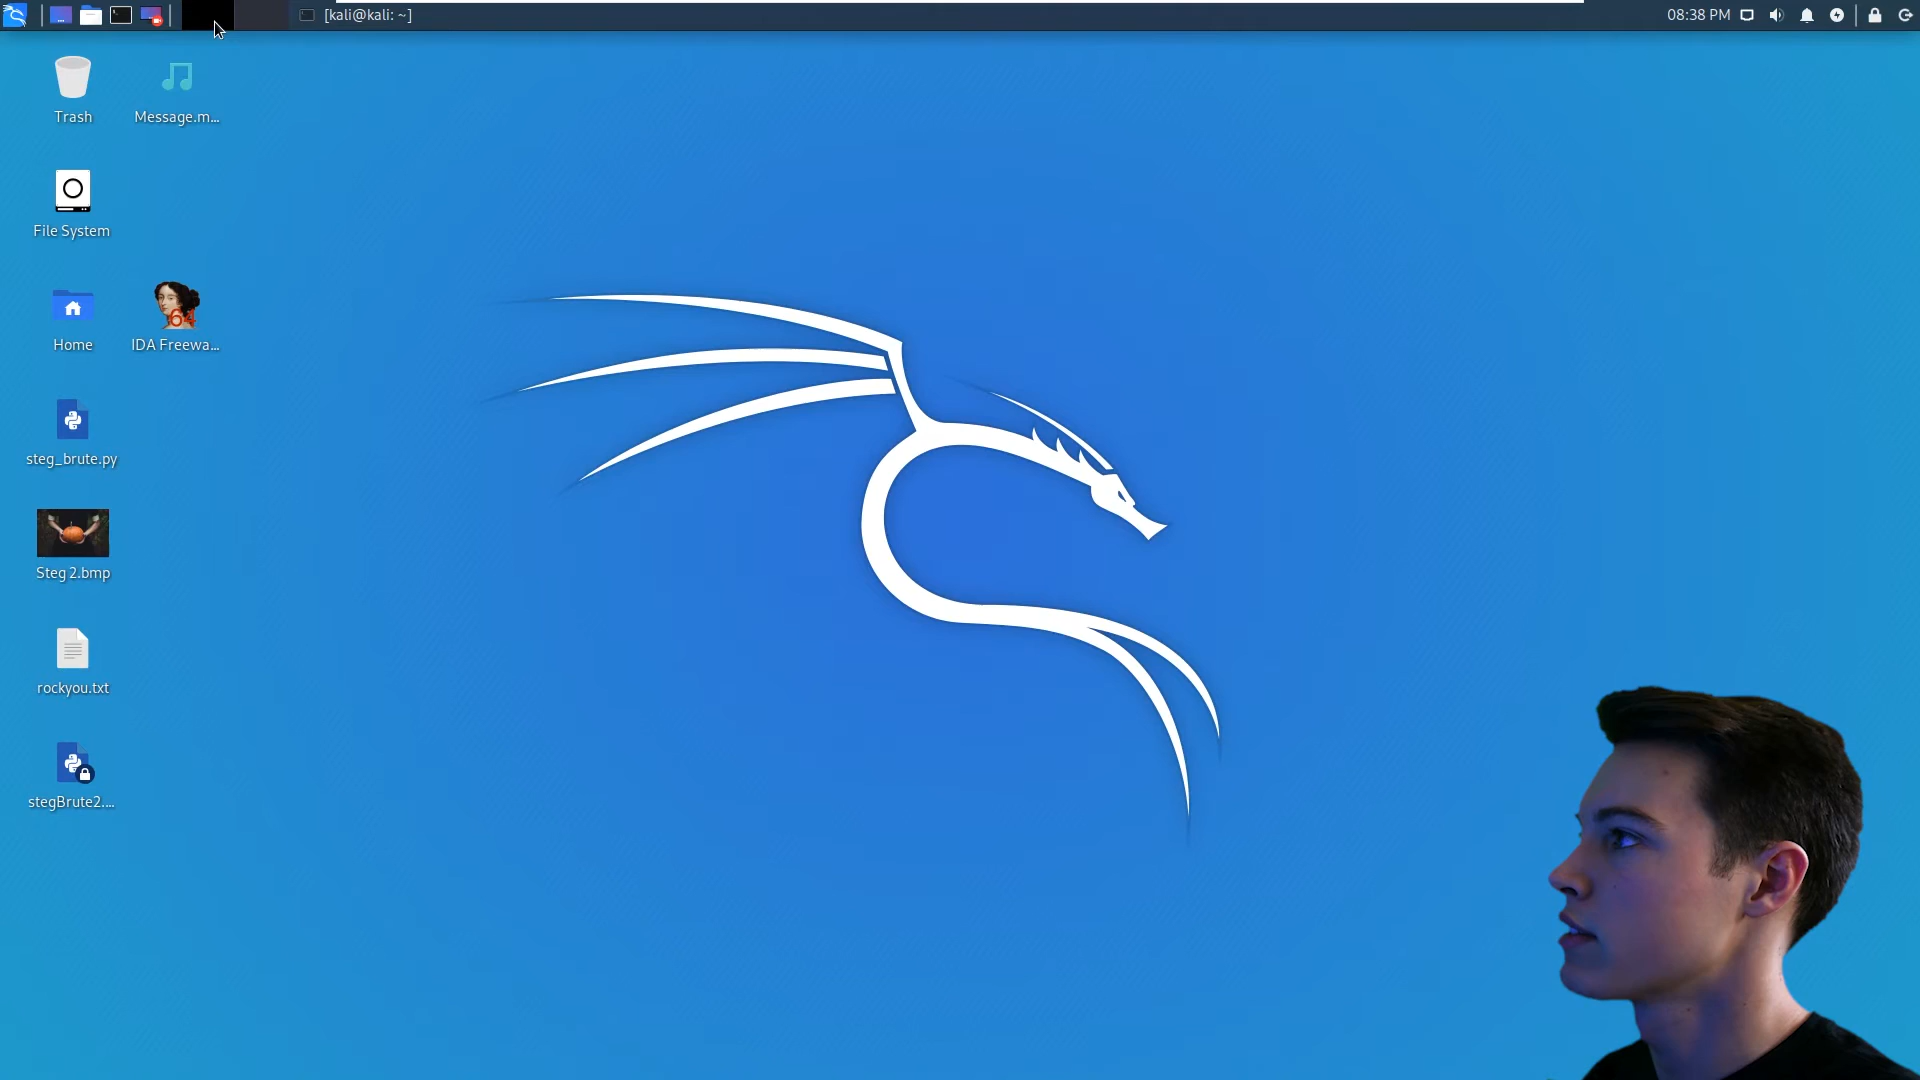 [kali@kali: ~]
08:38 PM
Trash
Message.m...
File System
Home
IDA Freewa...
64
steg_brute.py
Steg 2.bmp
rockyou.txt
stegBrute2....